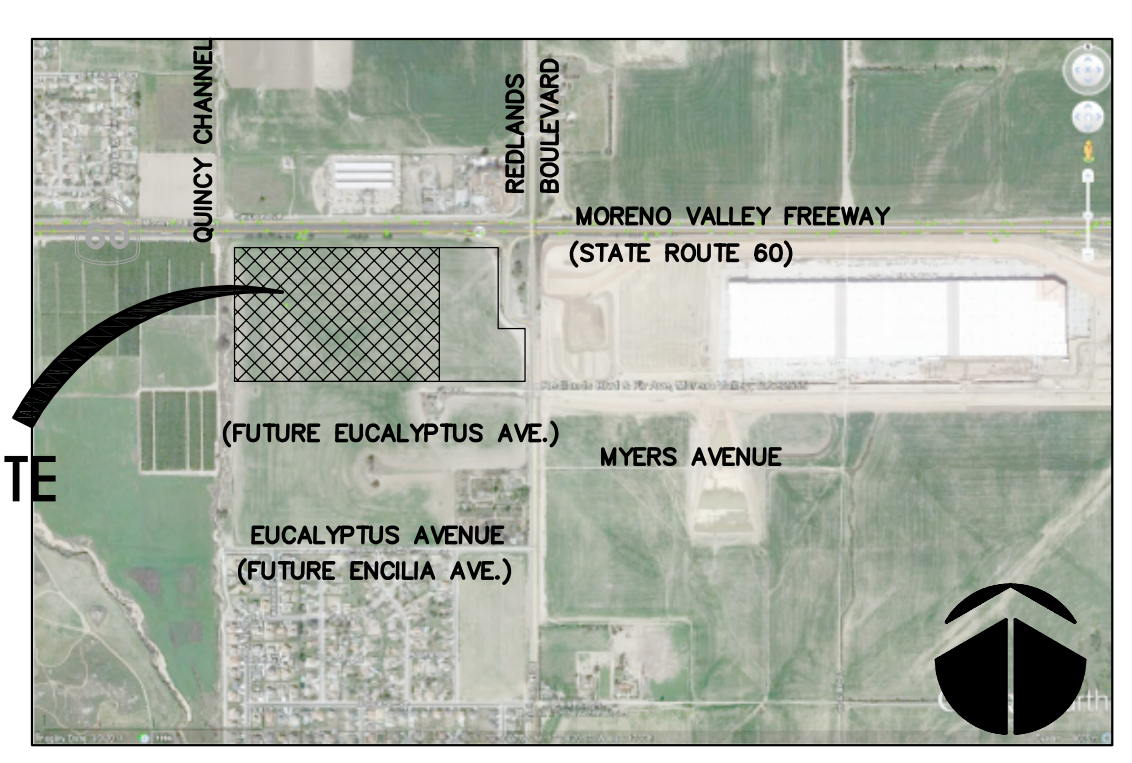 QUINCY CHANNEL
REDLANDS
BOULEVARD
MORENO VALLEY FREEWAY
(STATE ROUTE 60)
TE
(FUTURE EUCALYPTUS AVE.)
MYERS AVENUE
EUCALYPTUS AVENUE
(FUTURE ENCILIA AVE.)